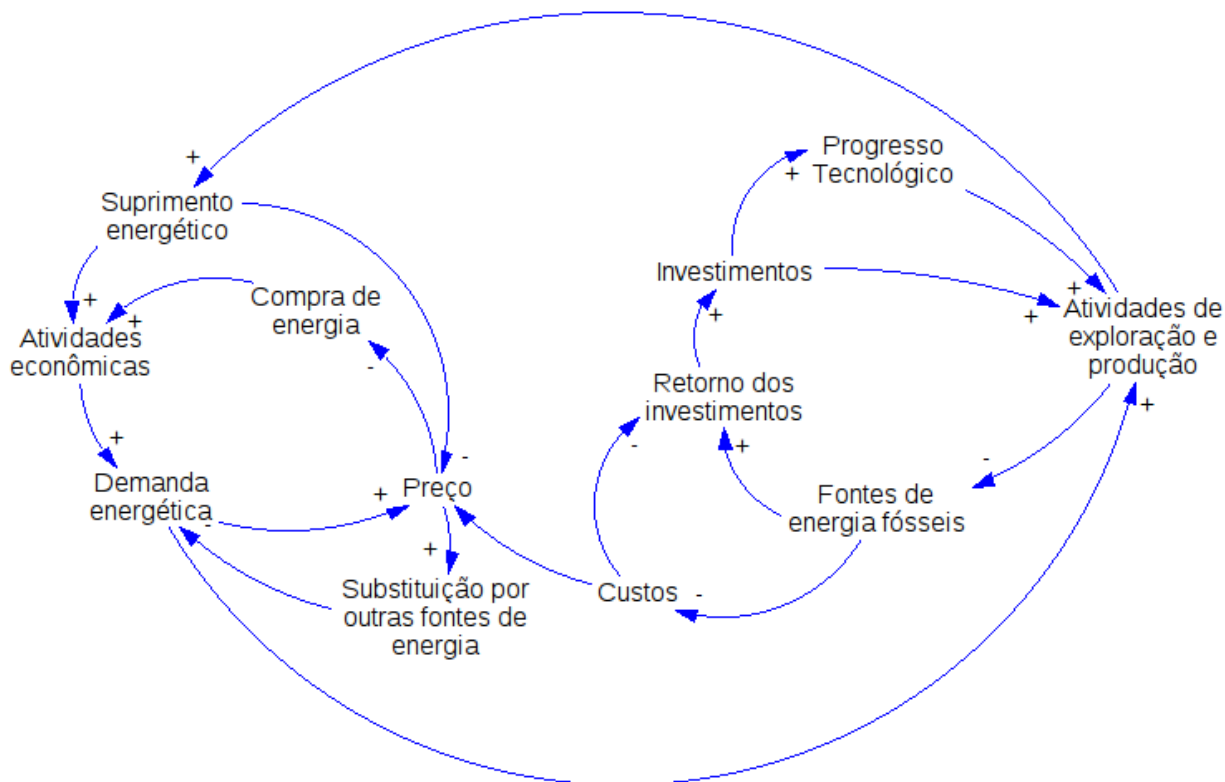 +
Progresso
Tecnológico
+
Suprimento
energético
Investimentos
+
+
+
Atividades de
exploração e
produção
+
Compra de
energia
+
+
Atividades
econômicas
-
Retorno dos
investimentos
+
-
+
+
-
-
Demanda
energética
-
+
Preço
Fontes de
energia fósseis
+
Substituição por
outras fontes de
energia
Custos
-